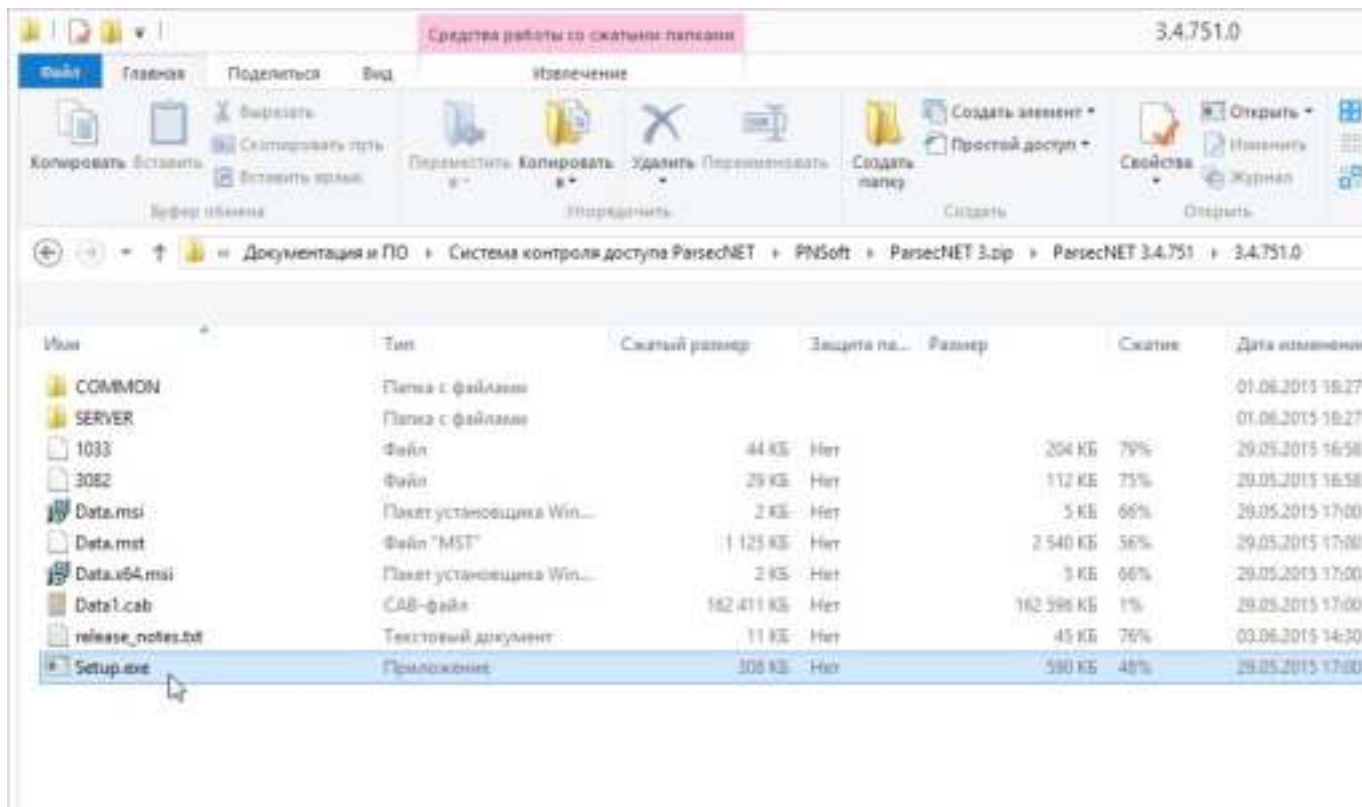 Средства работы со сжатыми папками 3.4.751.0
Файл Главная Поделиться Вид Извлечение
Копировать Вставить Вырезать Скопировать путь Вставить ярлык Переместить в Копировать в Удалить Переименовать Создать папку Создать элемент Простой доступ Свойства Открыть Изменить Журнал
Буфер обмена Упорядочить Создать Открыть
« Документация и ПО Система контроля доступа ParsecNET PNSoft ParsecNET 3.zip ParsecNET 3.4.751 3.4.751.0
Имя Тип Сжатый размер Защита па... Размер Сжатие Дата изменения
COMMON Папка с файлами 01.06.2015 18:27
SERVER Папка с файлами 01.06.2015 18:27
1033 Файл 44 КБ Нет 204 КБ 79% 29.05.2015 16:58
3082 Файл 29 КБ Нет 112 КБ 75% 29.05.2015 16:58
Data.msi Пакет установщика Win... 2 КБ Нет 5 КБ 66% 29.05.2015 17:00
Data.mst Файл "MST" 1 125 КБ Нет 2 540 КБ 56% 29.05.2015 17:00
Data.x64.msi Пакет установщика Win... 2 КБ Нет 5 КБ 66% 29.05.2015 17:00
Data1.cab CAB-файл 162 411 КБ Нет 162 596 КБ 1% 29.05.2015 17:00
release_notes.txt Текстовый документ 11 КБ Нет 45 КБ 76% 03.06.2015 14:30
Setup.exe Приложение 308 КБ Нет 590 КБ 48% 29.05.2015 17:00